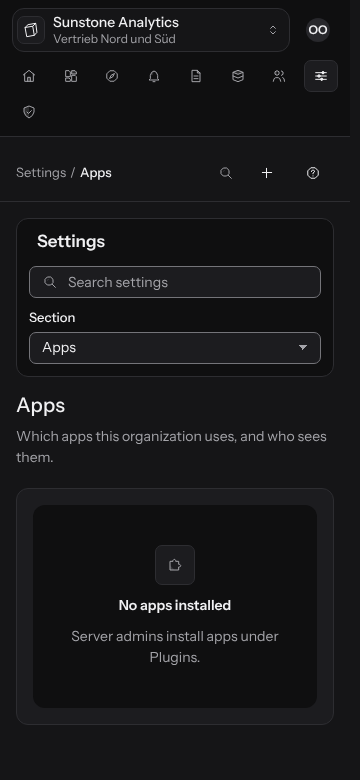 Sunstone Analytics
Vertrieb Nord und Süd
OO
Settings / Apps
Settings
Search settings
Section
Apps
Apps
Which apps this organization uses, and who sees
them.
No apps installed
Server admins install apps under
Plugins.